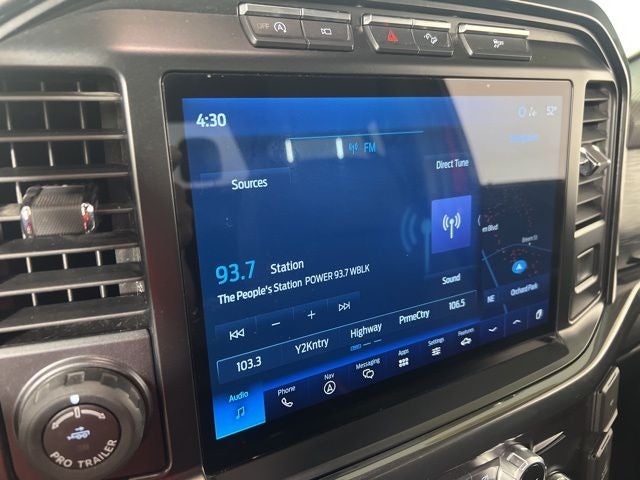 OFF
4:30
52°
FM
Sources
Direct Tune
93.7 Station
The People's Station POWER 93.7 WBLK
Sound
103.3 Y2Kntry Highway PrmeCtry 106.5
NE Orchard Park
Audio Phone Nav Messaging Apps Settings Features
PRO TRAILER